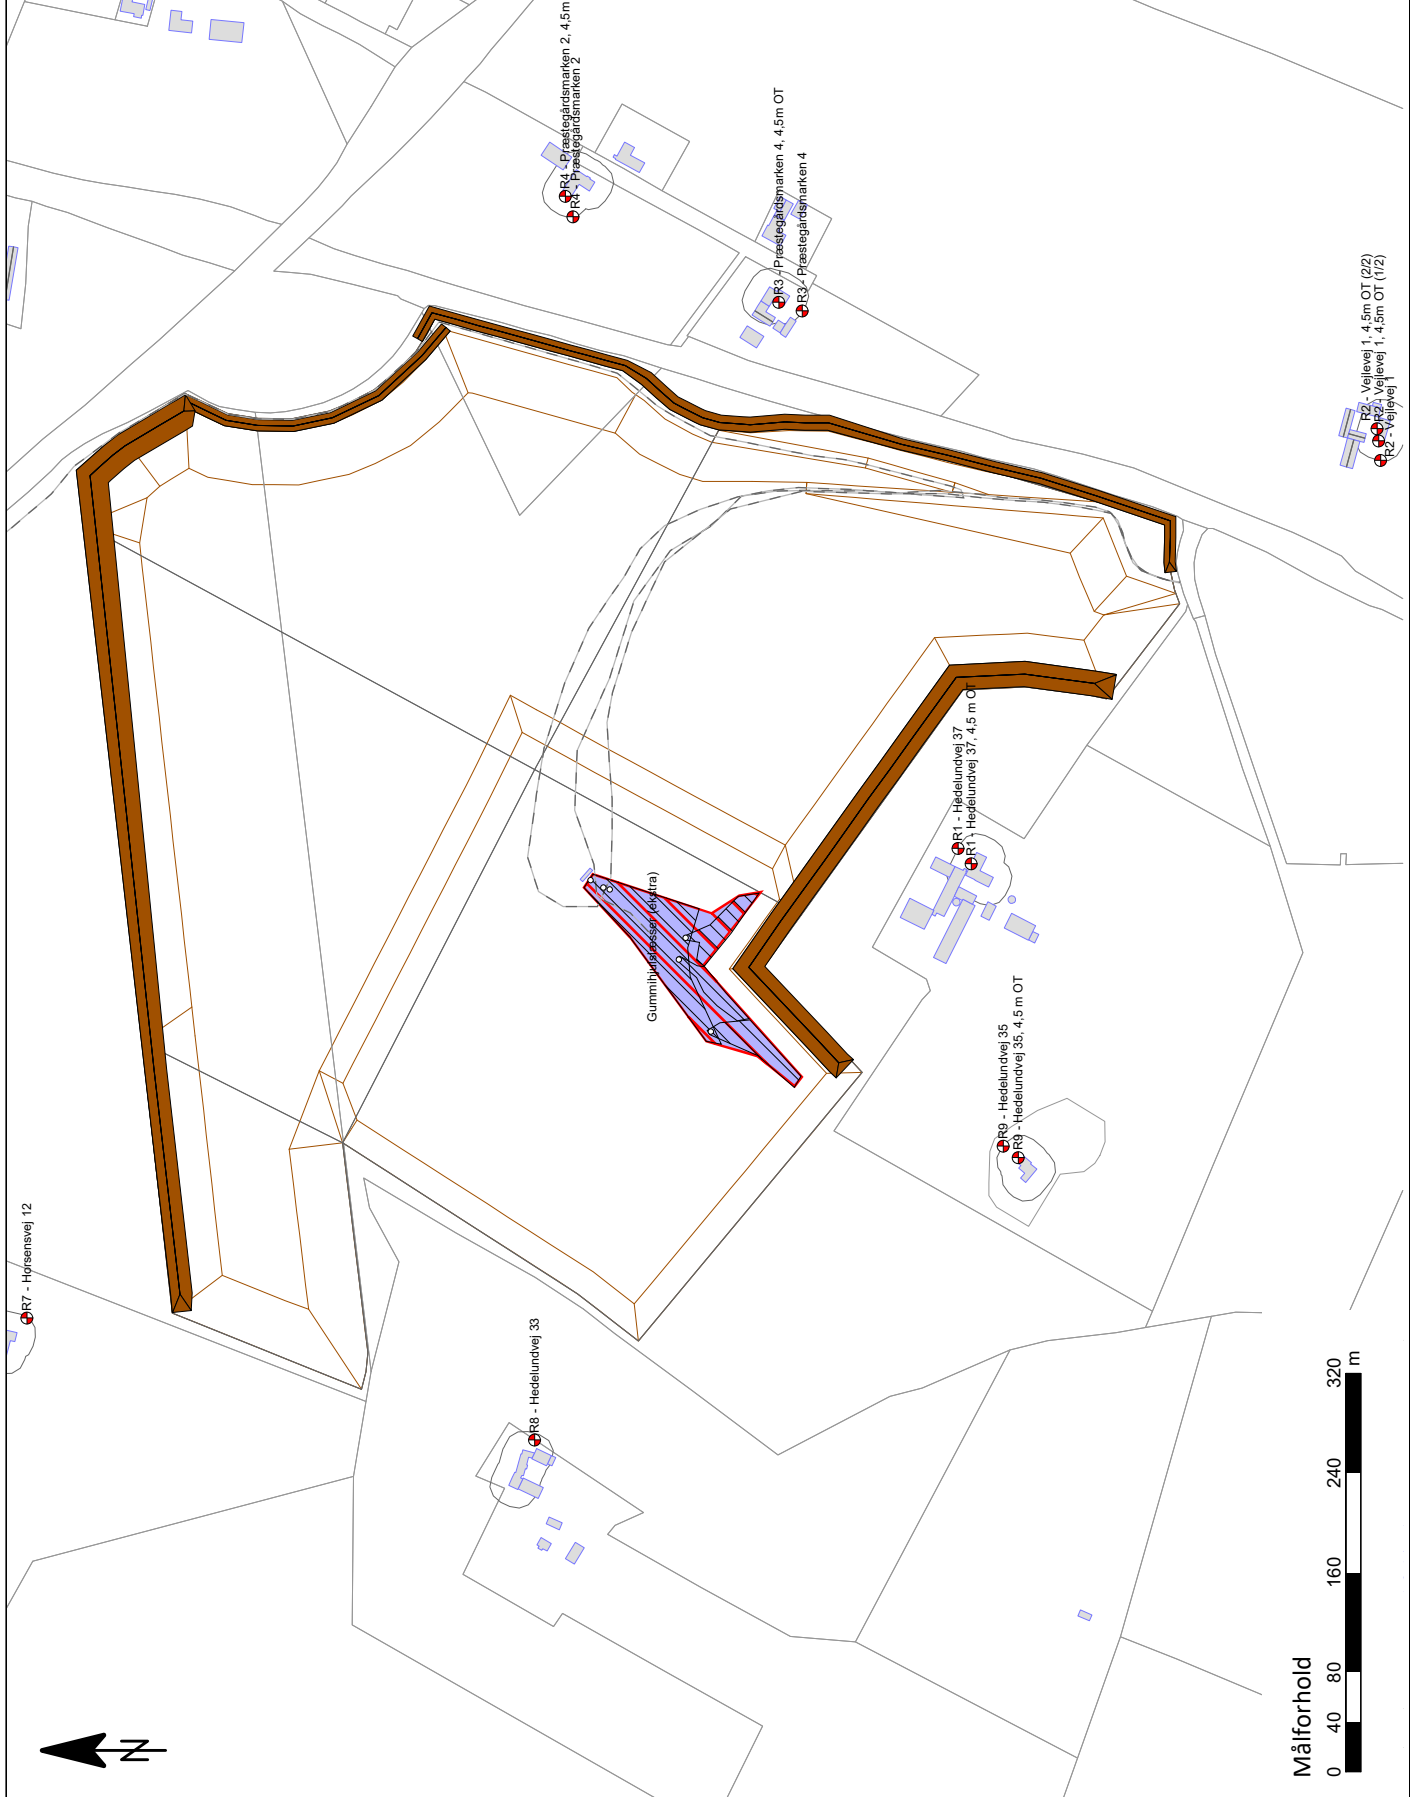 R4 - Præstegårdsmarken 2, 4,5m
R4 - Præstegårdsmarken 2
R3 - Præstegårdsmarken 4, 4,5m OT
R3 - Præstegårdsmarken 4
R2 - Vejlevej 1, 4,5m OT (2/2)
R2 - Vejlevej 1, 4,5m OT (1/2)
R2 - Vejlevej 1
R1 - Hedelundvej 37
R1 - Hedelundvej 37, 4,5 m OT
Gummihjulslæsser (ekstra)
R9 - Hedelundvej 35
R9 - Hedelundvej 35, 4,5 m OT
R7 - Horsensvej 12
R8 - Hedelundvej 33
N
Målforhold
0 40 80 160 240 320
m